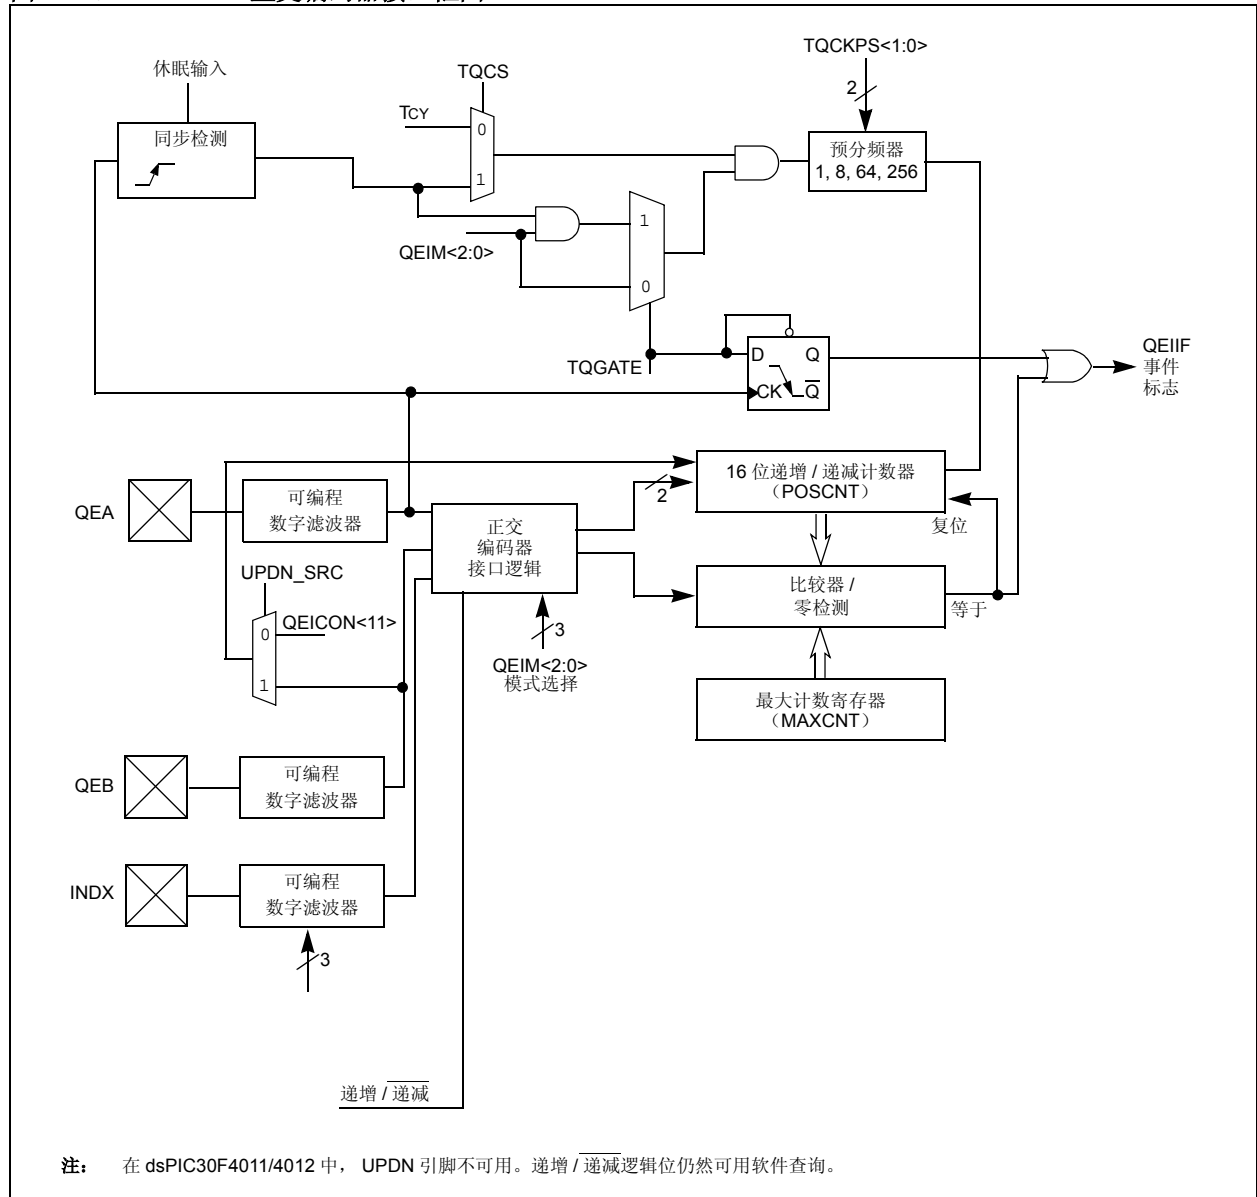 TQCKPS<1:0>
休眠输入
TQCS
2
TCY
0
同步检测
预分频器
1, 8, 64, 256
1
1
QEIM<2:0>
0
D Q
QEIIF
事件
标志
TQGATE
CK Q
16 位递增 / 递减计数器
（POSCNT）
2
可编程
数字滤波器
QEA
正交
编码器
接口逻辑
复位
UPDN_SRC
比较器 /
零检测
等于
0
QEICON<11>
3
QEIM<2:0>
模式选择
1
最大计数寄存器
（MAXCNT）
可编程
数字滤波器
QEB
可编程
数字滤波器
INDX
3
递增 / 递减
注： 在 dsPIC30F4011/4012 中， UPDN 引脚不可用。递增 / 递减逻辑位仍然可用软件查询。